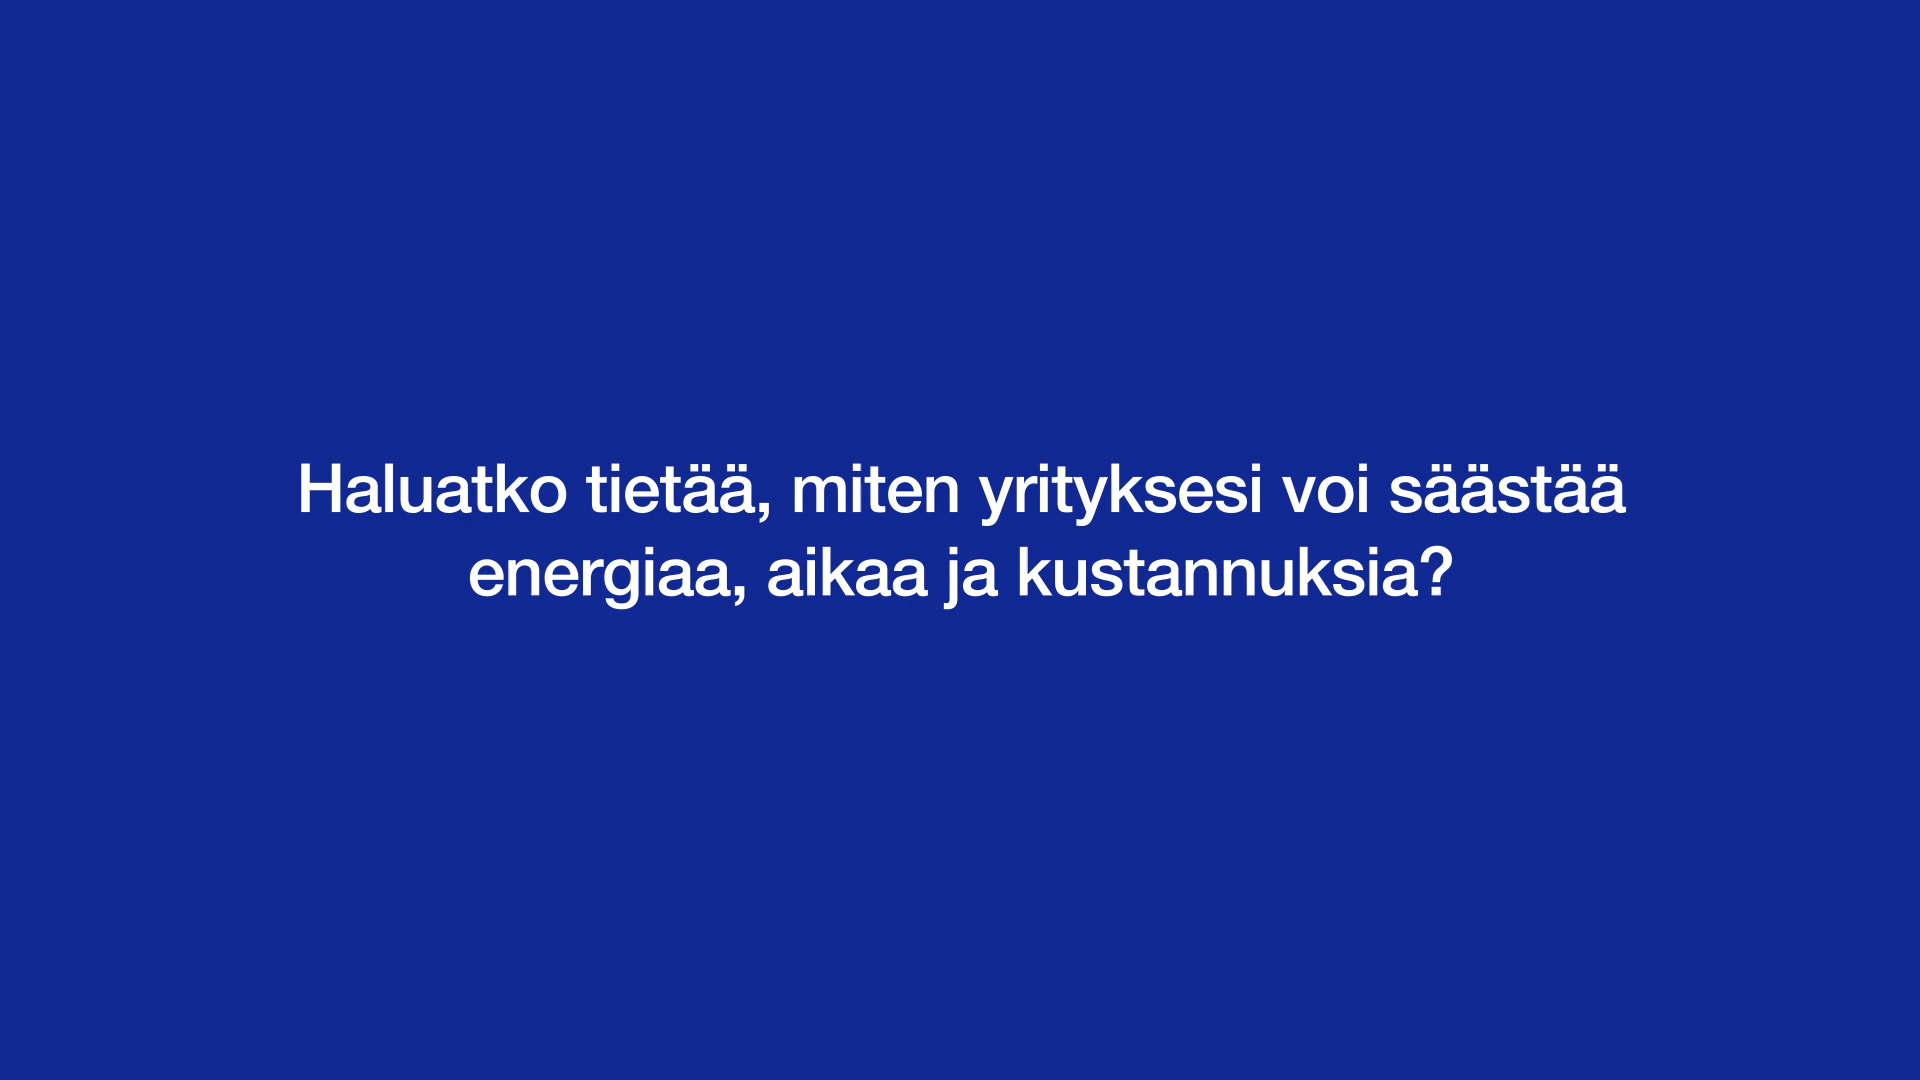 Haluatko tietää, miten yrityksesi voi säästää
energiaa, aikaa ja kustannuksia?